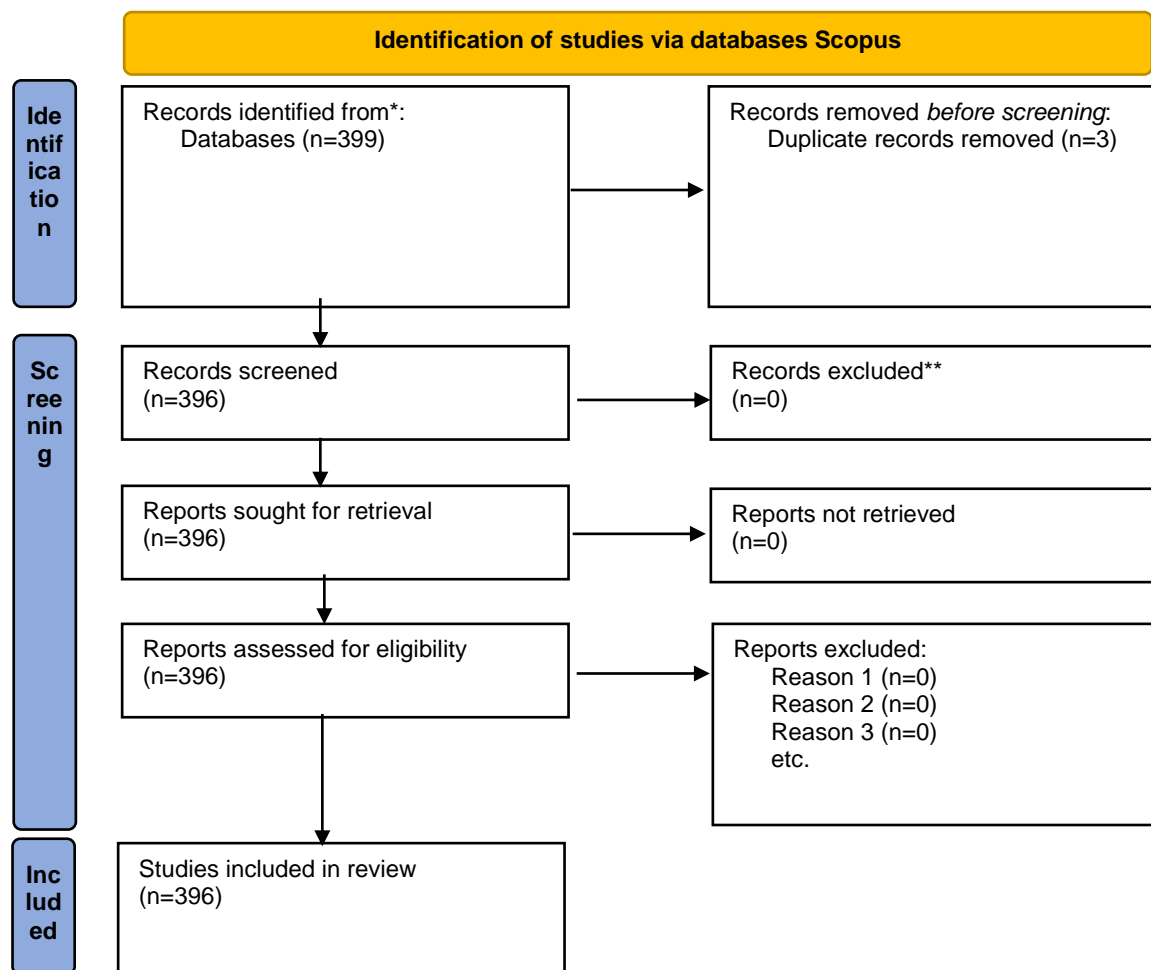 Identification of studies via databases Scopus
Ide
ntif
ica
tio
n
Records identified from*:
Databases (n=399)
Records removed before screening:
Duplicate records removed (n=3)
Sc
ree
nin
g
Records screened
(n=396)
Records excluded**
(n=0)
Reports sought for retrieval
(n=396)
Reports not retrieved
(n=0)
Reports assessed for eligibility
(n=396)
Reports excluded:
Reason 1 (n=0)
Reason 2 (n=0)
Reason 3 (n=0)
etc.
Inc
lud
ed
Studies included in review
(n=396)